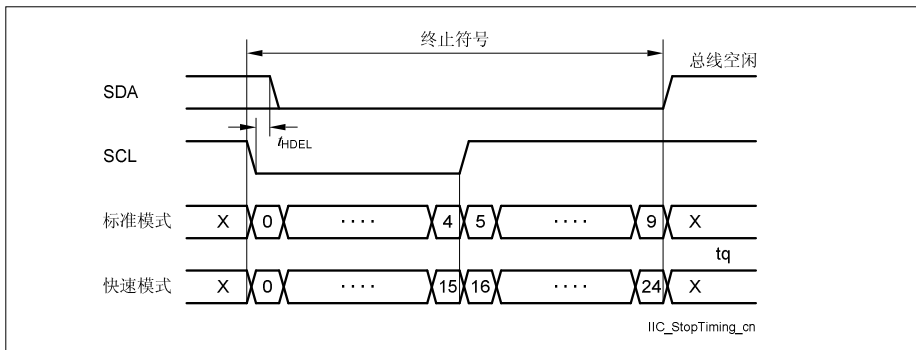 终止符号
总线空闲
SDA
tHDEL
SCL
标准模式 X 0 ···· 4 5 ···· 9 X
tq
快速模式 X 0 ···· 15 16 ···· 24 X
IIC_StopTiming_cn